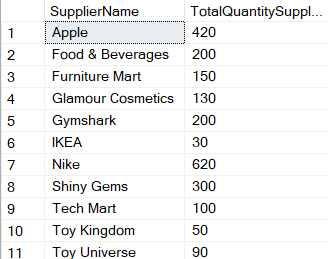 SupplierName TotalQuantitySuppl...
1 Apple 420
2 Food & Beverages 200
3 Furniture Mart 150
4 Glamour Cosmetics 130
5 Gymshark 200
6 IKEA 30
7 Nike 620
8 Shiny Gems 300
9 Tech Mart 100
10 Toy Kingdom 50
11 Toy Universe 90